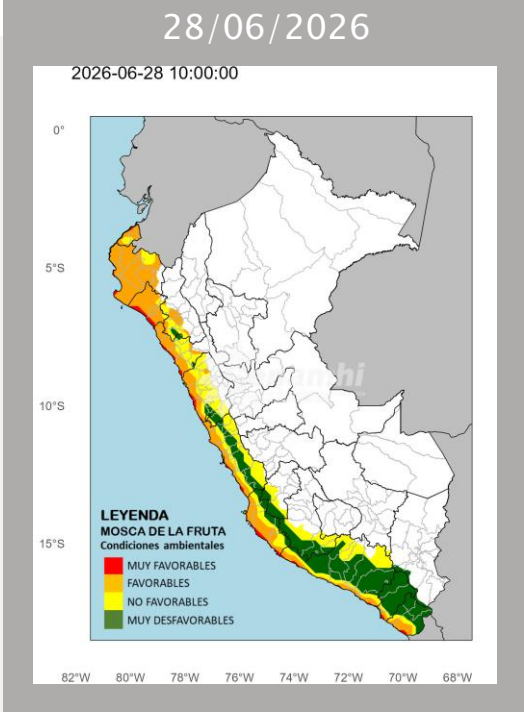 28/06/2026
2026-06-28 10:00:00
0°
5°S
10°S
15°S
LEYENDA
MOSCA DE LA FRUTA
Condiciones ambientales
MUY FAVORABLES
FAVORABLES
NO FAVORABLES
MUY DESFAVORABLES
82°W 80°W 78°W 76°W 74°W 72°W 70°W 68°W